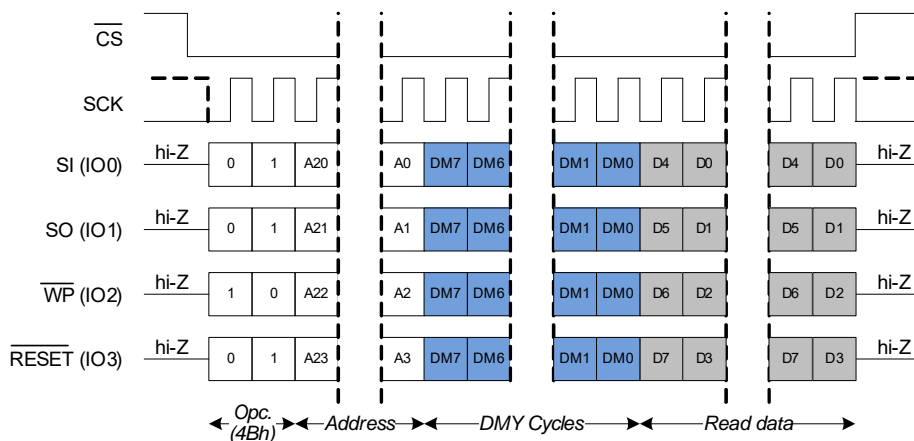 CS
SCK
hi-Z hi-Z
SI (IO0) 0 1 A20 A0 DM7 DM6 DM1 DM0 D4 D0 D4 D0
hi-Z hi-Z
SO (IO1) 0 1 A21 A1 DM7 DM6 DM1 DM0 D5 D1 D5 D1
hi-Z hi-Z
WP (IO2) 1 0 A22 A2 DM7 DM6 DM1 DM0 D6 D2 D6 D2
hi-Z hi-Z
RESET (IO3) 0 1 A23 A3 DM7 DM6 DM1 DM0 D7 D3 D7 D3
Opc. Address DMY Cycles Read data
(4Bh)